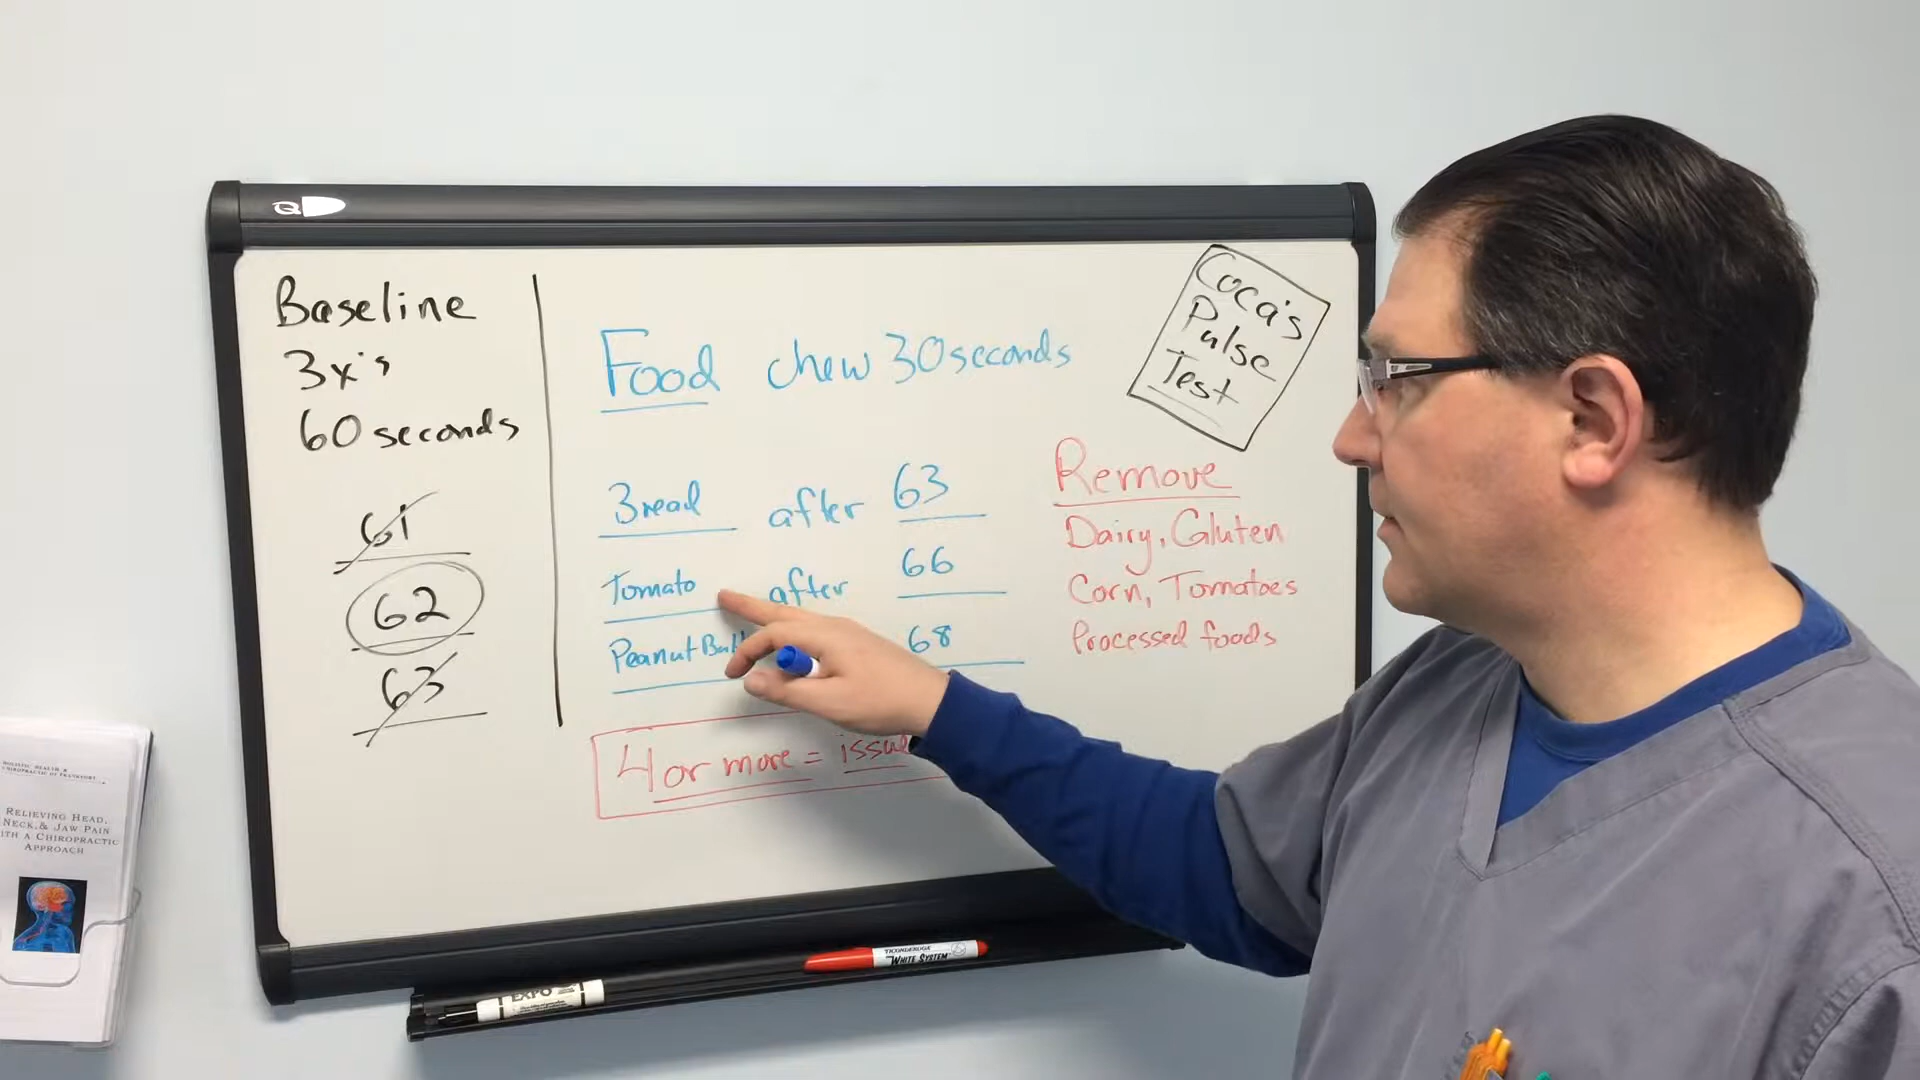 Baseline
3x's
60 seconds
61
62
63
Food chew 30 seconds
Bread after 63
Tomato after 66
Peanut 68
4 or more = issue
Coca's
Pulse
Test
Remove
Dairy, Gluten
Corn, Tomatoes
Processed foods
HOLISTIC HEALTH &
CHIROPRACTIC OF FRANKFORT
RELIEVING HEAD,
NECK, & JAW PAIN
WITH A CHIROPRACTIC
APPROACH
EXPO
TICONDEROGA
WHITE SYSTEM